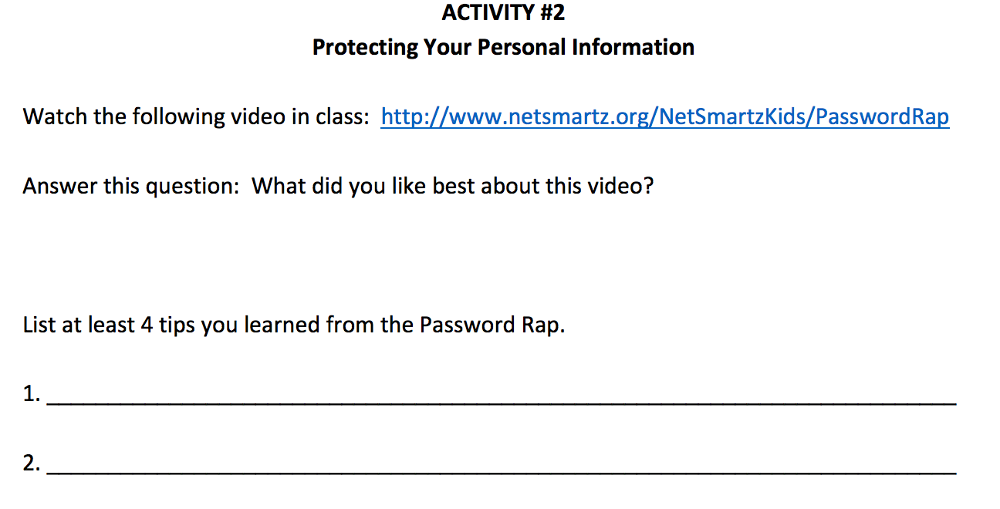 ACTIVITY #2
Protecting Your Personal Information
Watch the following video in class:  http://www.netsmartz.org/NetSmartzKids/PasswordRap
Answer this question:  What did you like best about this video?
List at least 4 tips you learned from the Password Rap.
1. ______________________________
2. ______________________________